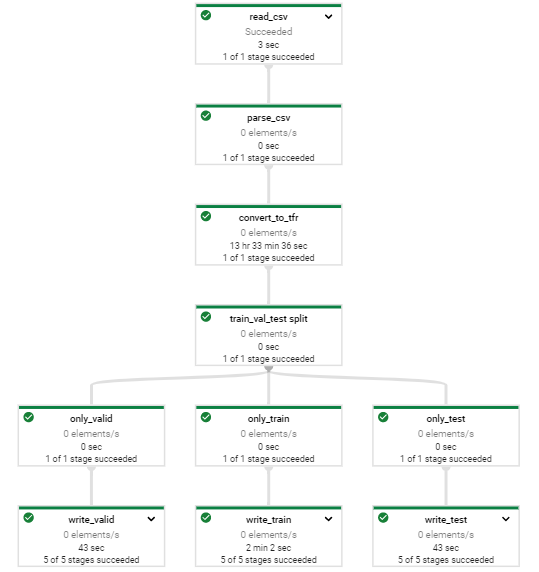 read_csv
Succeeded
3 sec
1 of 1 stage succeeded
parse_csv
0 elements/s
0 sec
1 of 1 stage succeeded
convert_to_tfr
0 elements/s
13 hr 33 min 36 sec
1 of 1 stage succeeded
train_val_test split
0 elements/s
0 sec
1 of 1 stage succeeded
only_valid
0 elements/s
0 sec
1 of 1 stage succeeded
only_train
0 elements/s
0 sec
1 of 1 stage succeeded
only_test
0 elements/s
0 sec
1 of 1 stage succeeded
write_valid
0 elements/s
43 sec
5 of 5 stages succeeded
write_train
0 elements/s
2 min 2 sec
5 of 5 stages succeeded
write_test
0 elements/s
43 sec
5 of 5 stages succeeded